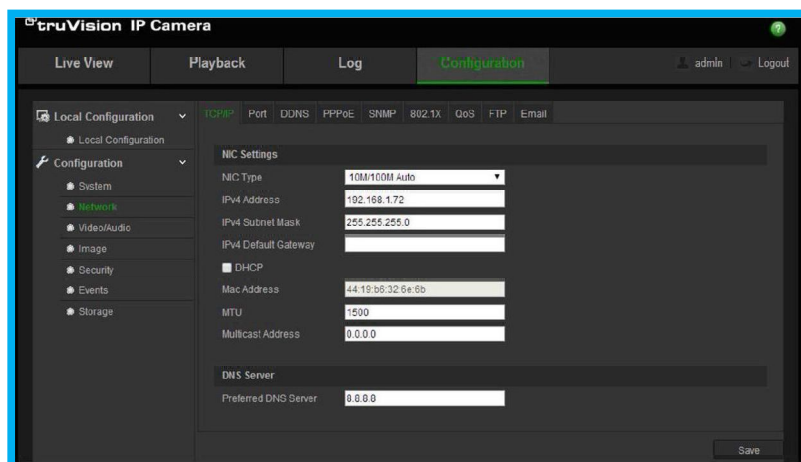 truVision IP Camera
?
Live View Playback Log Configuration admin Logout
Local Configuration
Local Configuration
Configuration
System
Network
Video/Audio
Image
Security
Events
Storage
TCP/IP Port DDNS PPPoE SNMP 802.1X QoS FTP Email
NIC Settings
NIC Type 10M/100M Auto
IPv4 Address 192.168.1.72
IPv4 Subnet Mask 255.255.255.0
IPv4 Default Gateway
DHCP
Mac Address 44:19:b6:32:6e:6b
MTU 1500
Multicast Address 0.0.0.0
DNS Server
Preferred DNS Server 8.8.8.8
Save